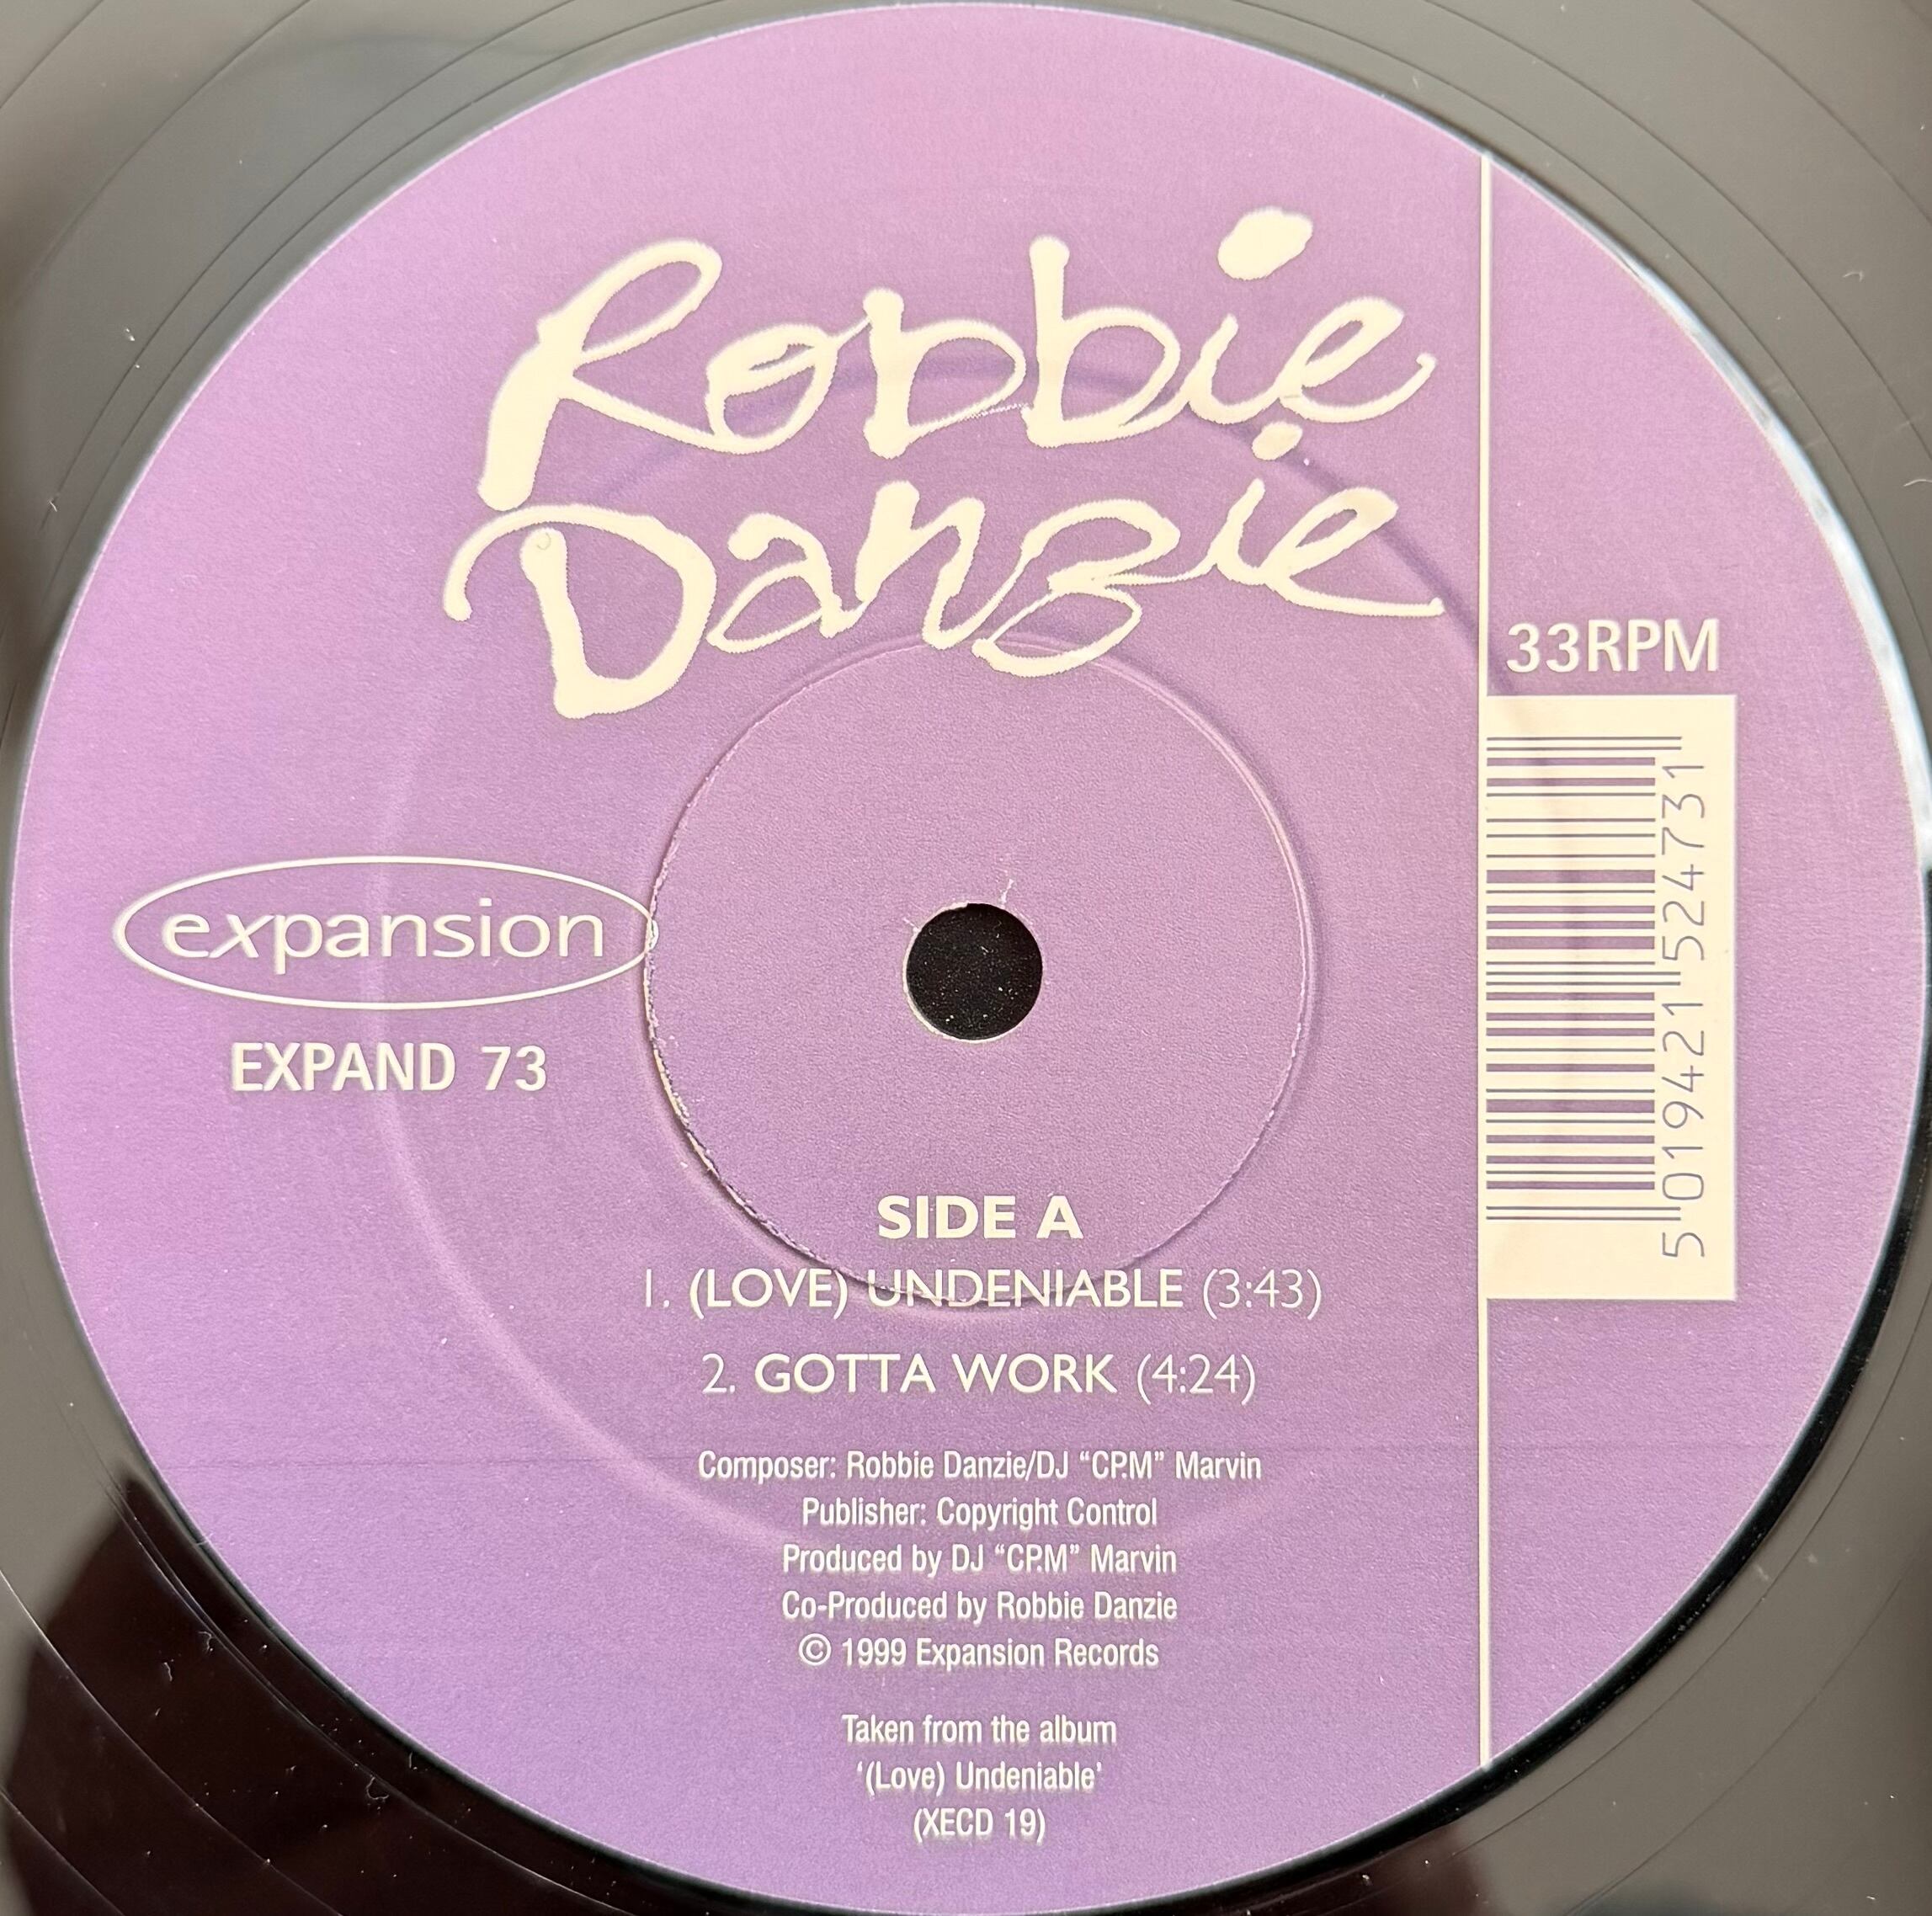 Robbie
Danzie
33RPM
5 019421 524731
expansion
EXPAND 73
SIDE A
1. (LOVE) UNDENIABLE (3:43)
2. GOTTA WORK (4:24)
Composer: Robbie Danzie/DJ “CP.M” Marvin
Publisher: Copyright Control
Produced by DJ “CP.M” Marvin
Co-Produced by Robbie Danzie
© 1999 Expansion Records
Taken from the album
‘(Love) Undeniable’
(XECD 19)